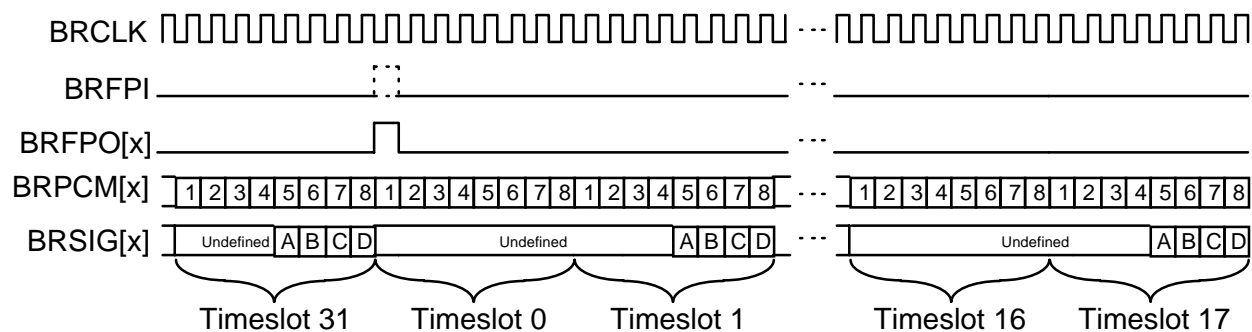 BRCLK ...
BRFPI ...
BRFPO[x] ...
BRPCM[x] 1 2 3 4 5 6 7 8 1 2 3 4 5 6 7 8 1 2 3 4 5 6 7 8 ... 1 2 3 4 5 6 7 8 1 2 3 4 5 6 7 8
BRSIG[x] Undefined A B C D Undefined A B C D ... Undefined A B C D
Timeslot 31 Timeslot 0 Timeslot 1 Timeslot 16 Timeslot 17